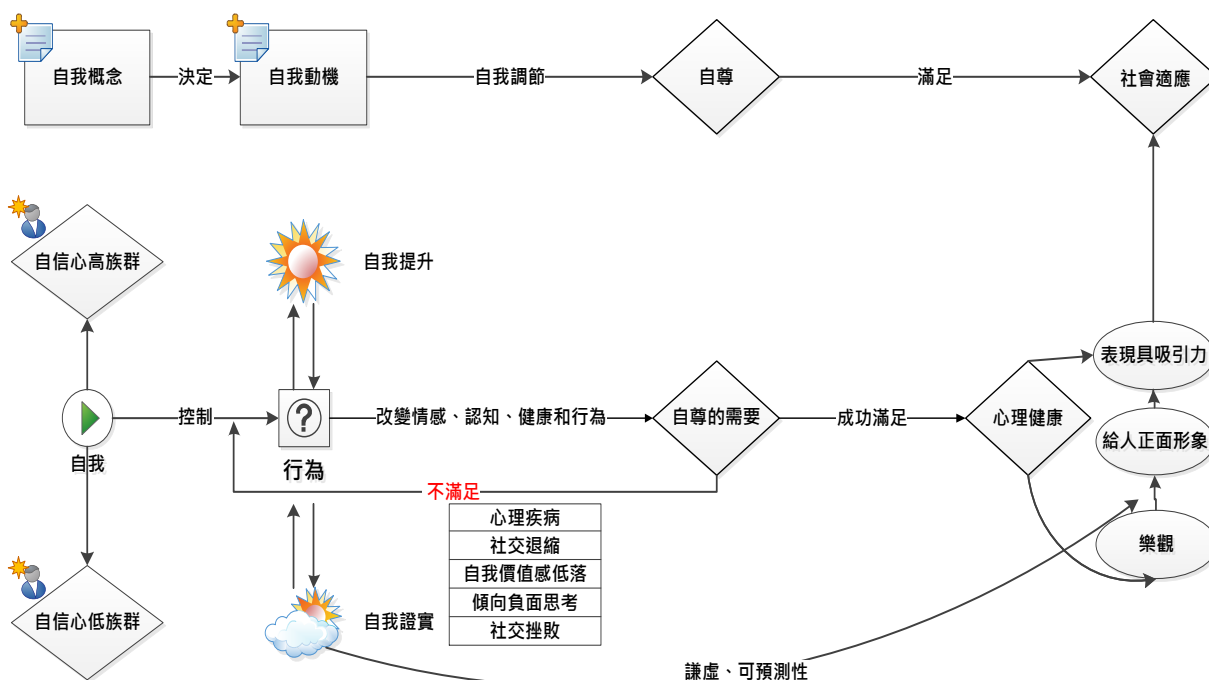 自我概念
決定
自我動機
自我調節
自尊
滿足
社會適應
自信心高族群
自我提升
表現具吸引力
控制
?
改變情感、認知、健康和行為
自尊的需要
成功滿足
心理健康
給人正面形象
自我
行為
不滿足
心理疾病
社交退縮
自我價值感低落
傾向負面思考
社交挫敗
樂觀
自信心低族群
自我證實
謙虛、可預測性